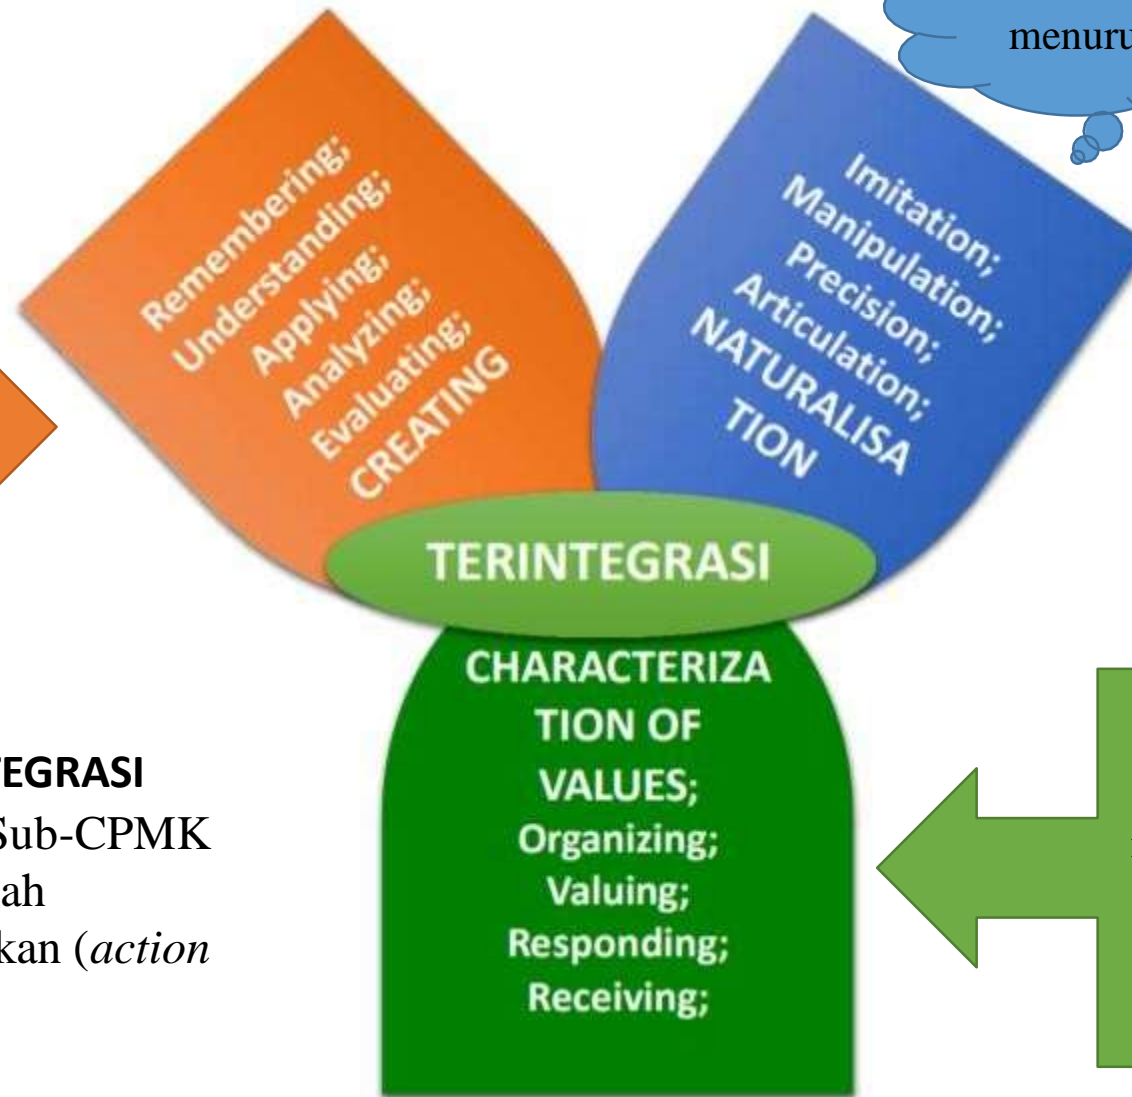 menuru
Remembering;
Understanding;
Applying;
Analyzing;
Evaluating;
CREATING
Imitation;
Manipulation;
Precision;
Articulation;
NATURALISA
TION
TERINTEGRASI
CHARACTERIZA
TION OF
VALUES;
Organizing;
Valuing;
Responding;
Receiving;
TEGRASI
Sub-CPMK
ah
kan (action